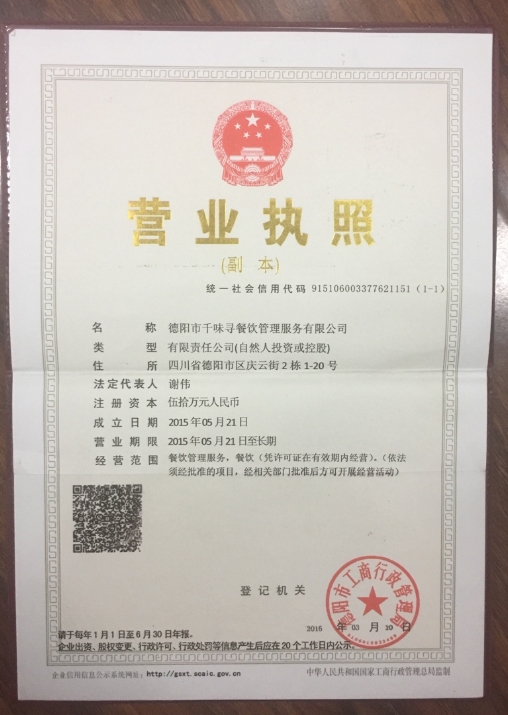 营业执照
(副本)
统一社会信用代码 915106003377621151（1-1）
名称 德阳市千味寻餐饮管理服务有限公司
类型 有限责任公司(自然人投资或控股)
住所 四川省德阳市区庆云街2栋1-20号
法定代表人 谢伟
注册资本 伍拾万元人民币
成立日期 2015年05月21日
营业期限 2015年05月21日至长期
经营范围 餐饮管理服务，餐饮（凭许可证在有效期内经营）。（依法
须经批准的项目，经相关部门批准后方可开展经营活动）
登记机关
德阳市工商行政管理局
2016 年 03 月 10 日
请于每年1月1日至6月30日年报。
企业出资、股权变更、行政许可、行政处罚等信息产生后应在20个工作日内公示。
企业信用信息公示系统网址：http://gsxt.scaic.gov.cn
中华人民共和国国家工商行政管理总局监制